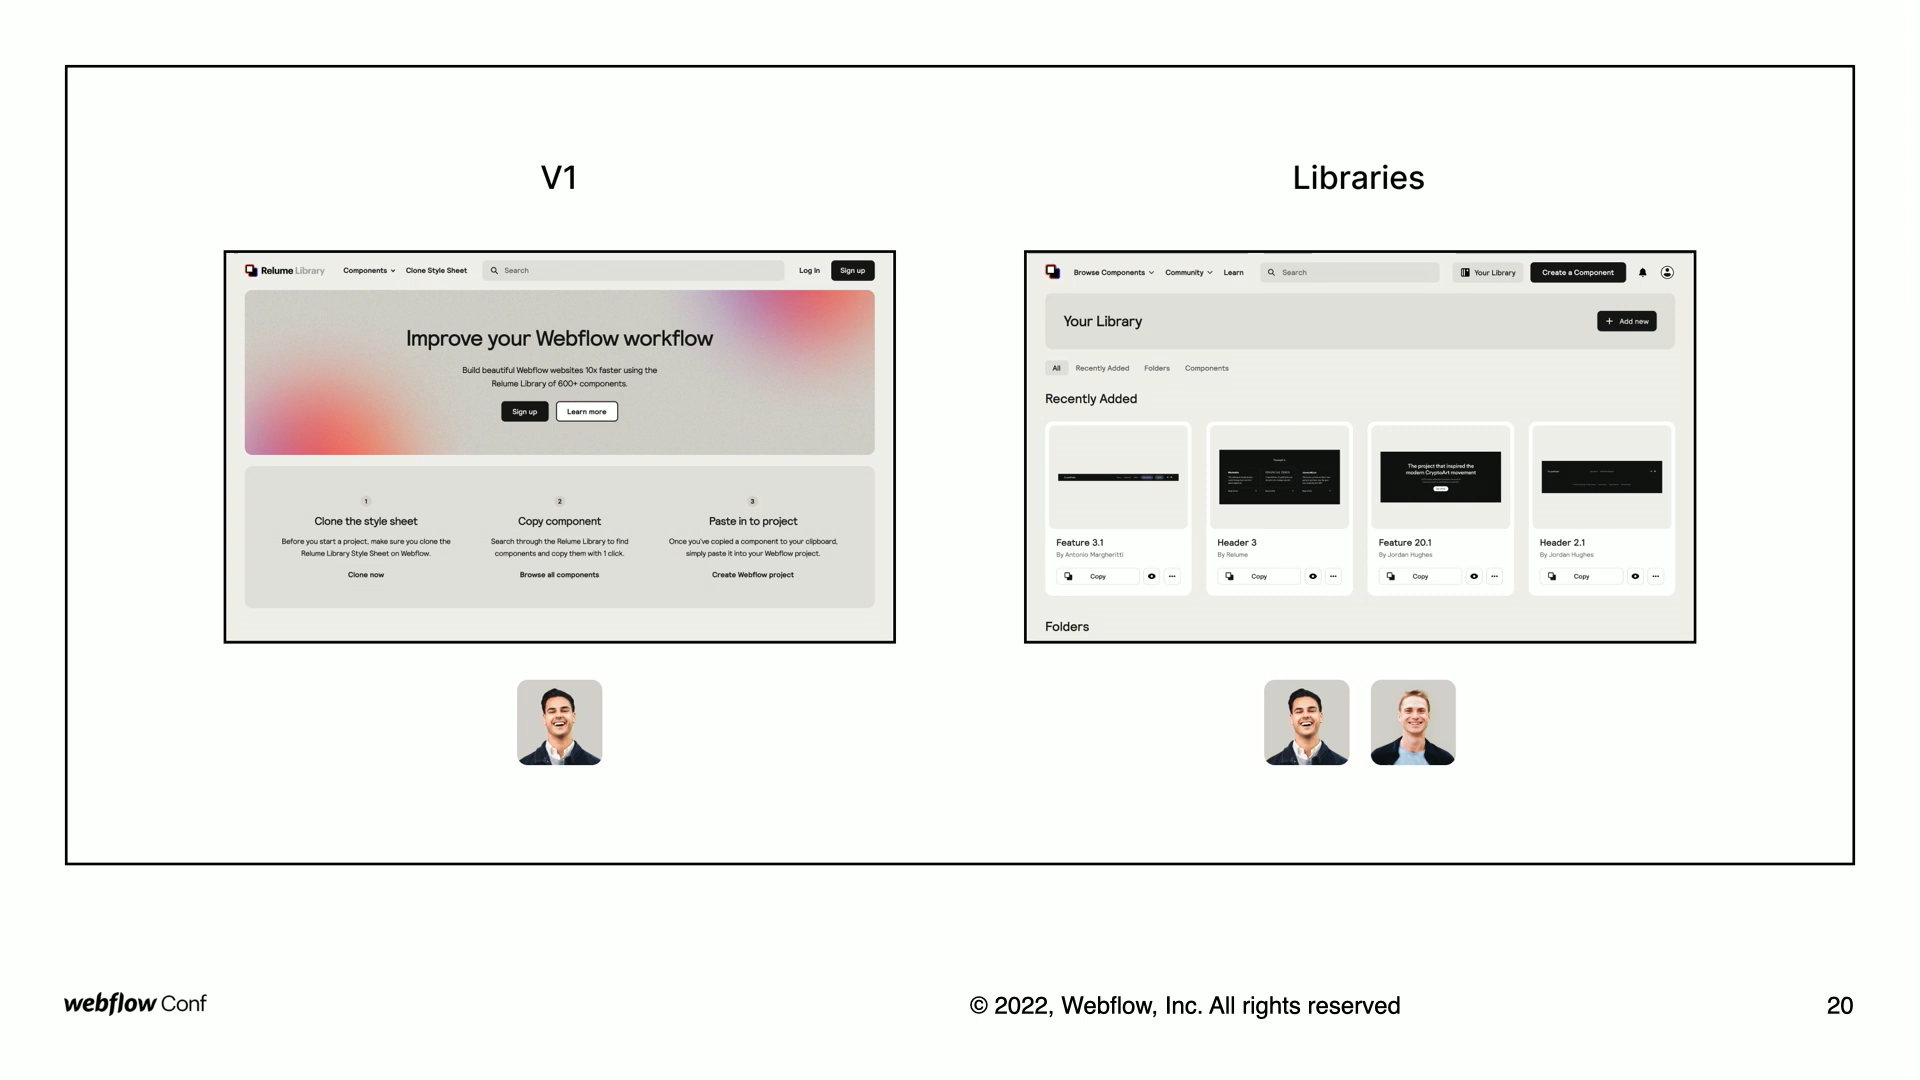 V1
Relume Library
Components
Clone Style Sheet
Search
Log In
Sign up
Improve your Webflow workflow
Build beautiful Webflow websites 10x faster using the
Relume Library of 600+ components.
Sign up
Learn more
1
Clone the style sheet
Before you start a project, make sure you clone the
Relume Library Style Sheet on Webflow.
Clone now
2
Copy component
Search through the Relume Library to find
components and copy them with 1 click.
Browse all components
3
Paste in to project
Once you've copied a component to your clipboard,
simply paste it into your Webflow project.
Create Webflow project
Libraries
Browse Components
Community
Learn
Search
Your Library
Create a Component
Your Library
+ Add new
All
Recently Added
Folders
Components
Recently Added
Feature 3.1
By Antonio Margheritti
Copy
Header 3
By Relume
Copy
The project that inspired the
modern CryptoArt movement
Feature 20.1
By Jordan Hughes
Copy
Header 2.1
By Jordan Hughes
Copy
Folders
webflow Conf
© 2022, Webflow, Inc. All rights reserved
20